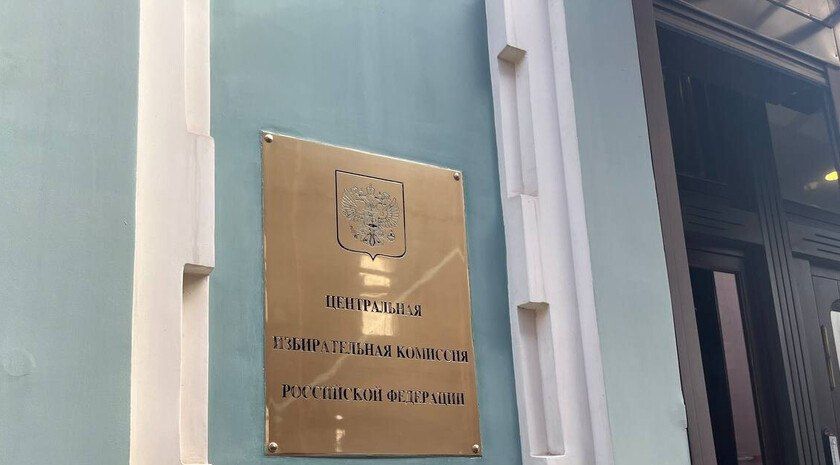 ЦЕНТРАЛЬНАЯ
ИЗБИРАТЕЛЬНАЯ КОМИССИЯ
РОССИЙСКОЙ ФЕДЕРАЦИИ